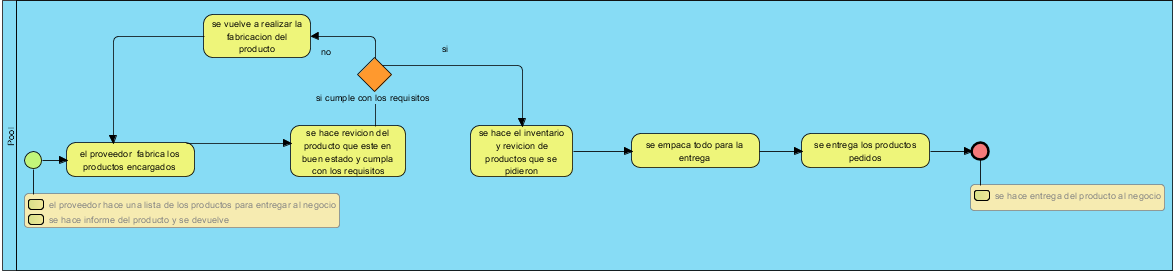 Pool
se vuelve a realizar la
fabricacion del
producto
no
si
si cumple con los requisitos
el proveedor fabrica los
productos encargados
se hace revicion del
producto que este en
buen estado y cumpla
con los requisitos
se hace el inventario
y revicion de
productos que se
pidieron
se empaca todo para la
entrega
se entrega los productos
pedidos
el proveedor hace una lista de los productos para entregar al negocio
se hace informe del producto y se devuelve
se hace entrega del producto al negocio